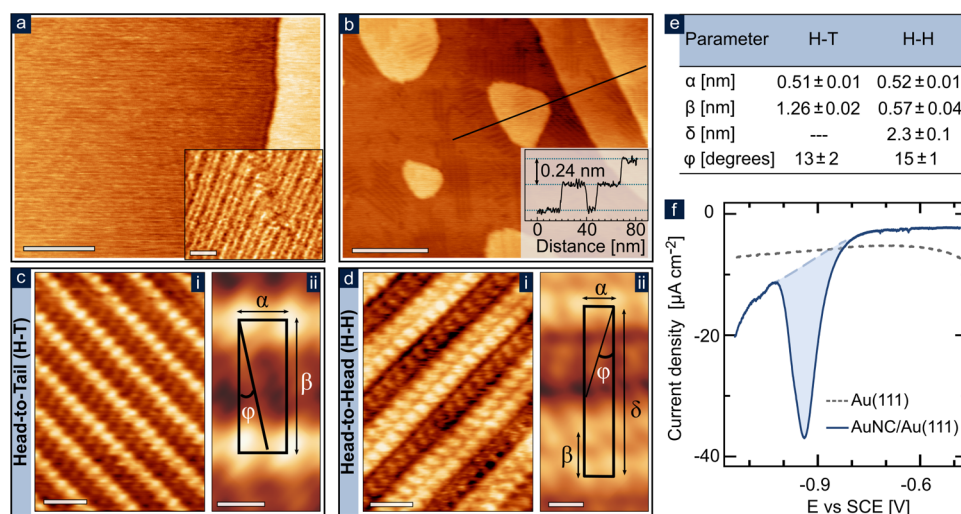 a
b
0.24 nm
0 40 80
Distance [nm]
e
Parameter H-T H-H
α [nm] 0.51±0.01 0.52±0.01
β [nm] 1.26±0.02 0.57±0.04
δ [nm] --- 2.3±0.1
φ [degrees] 13±2 15±1
c
Head-to-Tail (H-T)
i
ii
α
β
φ
d
Head-to-Head (H-H)
i
ii
α
φ
δ
β
f
0
-20
-40
Current density [µA cm⁻²]
Au(111)
AuNC/Au(111)
-0.9 -0.6
E vs SCE [V]